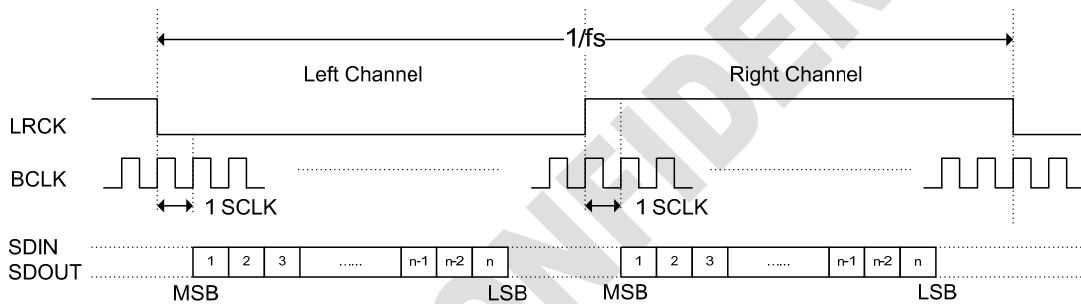 1/fs
Left Channel
Right Channel
LRCK
BCLK
1 SCLK
1 SCLK
SDIN
SDOUT
1 2 3 ...... n-1 n-2 n
1 2 3 ...... n-1 n-2 n
MSB
LSB
MSB
LSB